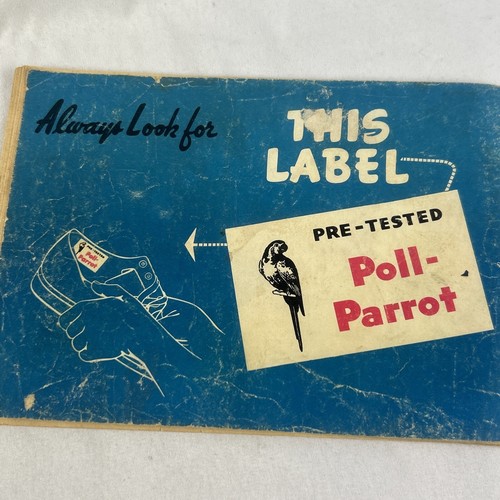 Always Look for
THIS
LABEL
PRE-TESTED
Poll-
Parrot
Poll-
Parrot